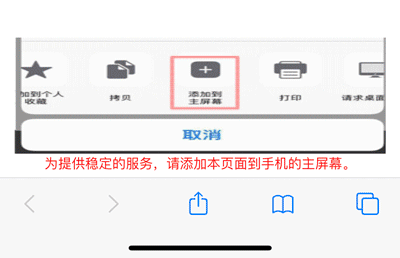 加到个人
收藏
拷贝
添加到
主屏幕
打印
请求桌面
取消
为提供稳定的服务，请添加本页面到手机的主屏幕。